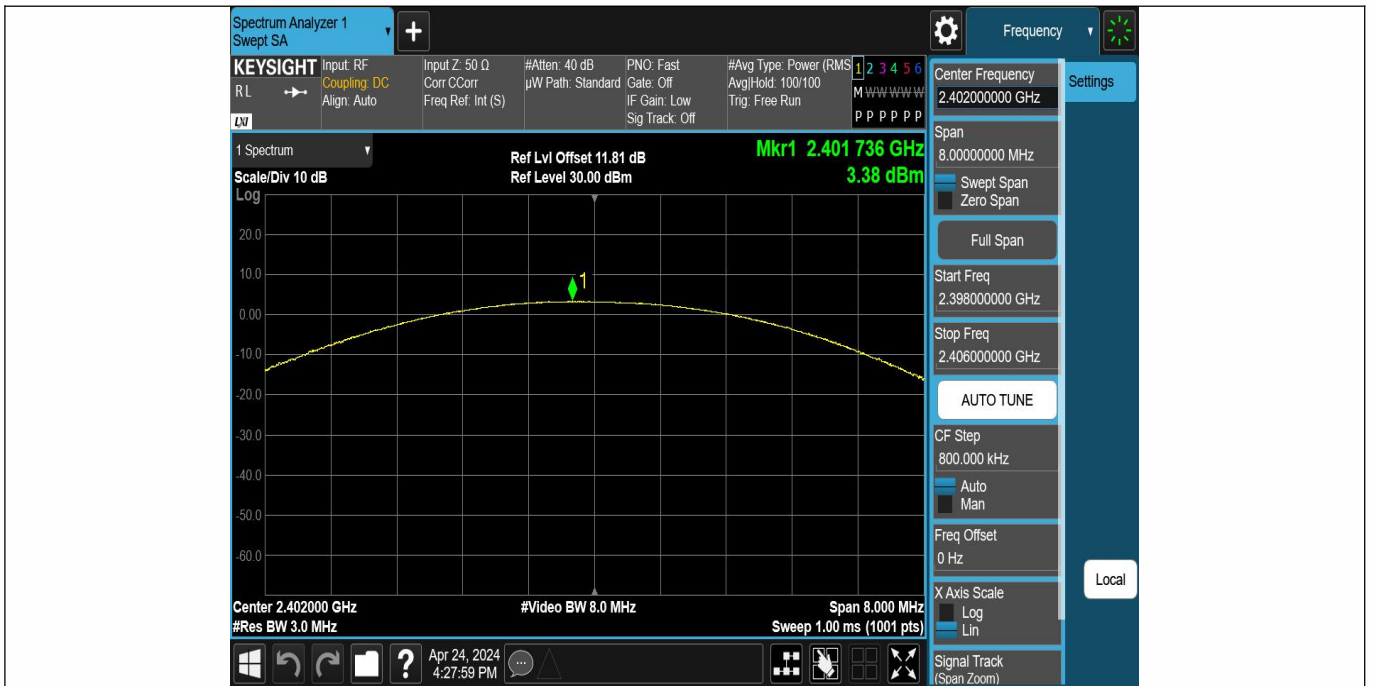 Spectrum Analyzer 1
Swept SA
+
Frequency
KEYSIGHT
RL
LXI
Input: RF
Coupling: DC
Align: Auto
Input Z: 50 Ω
Corr CCorr
Freq Ref: Int (S)
#Atten: 40 dB
µW Path: Standard
PNO: Fast
Gate: Off
IF Gain: Low
Sig Track: Off
#Avg Type: Power (RMS
Avg|Hold: 100/100
Trig: Free Run
1 2 3 4 5 6
M W W W W W
P P P P P P
1 Spectrum
Scale/Div 10 dB
Ref Lvl Offset 11.81 dB
Ref Level 30.00 dBm
Mkr1 2.401 736 GHz
3.38 dBm
Log
20.0
10.0
0.00
-10.0
-20.0
-30.0
-40.0
-50.0
-60.0
1
Center 2.402000 GHz
#Res BW 3.0 MHz
#Video BW 8.0 MHz
Span 8.000 MHz
Sweep 1.00 ms (1001 pts)
Center Frequency
2.402000000 GHz
Settings
Span
8.00000000 MHz
Swept Span
Zero Span
Full Span
Start Freq
2.398000000 GHz
Stop Freq
2.406000000 GHz
AUTO TUNE
CF Step
800.000 kHz
Auto
Man
Freq Offset
0 Hz
Local
X Axis Scale
Log
Lin
Signal Track
(Span Zoom)
?
Apr 24, 2024
4:27:59 PM